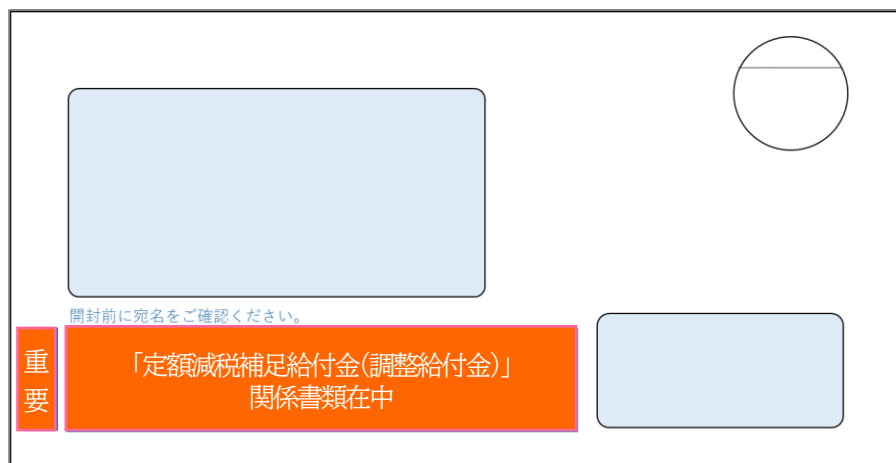 開封前に宛名をご確認ください。
重要
「定額減税補足給付金(調整給付金)」
関係書類在中